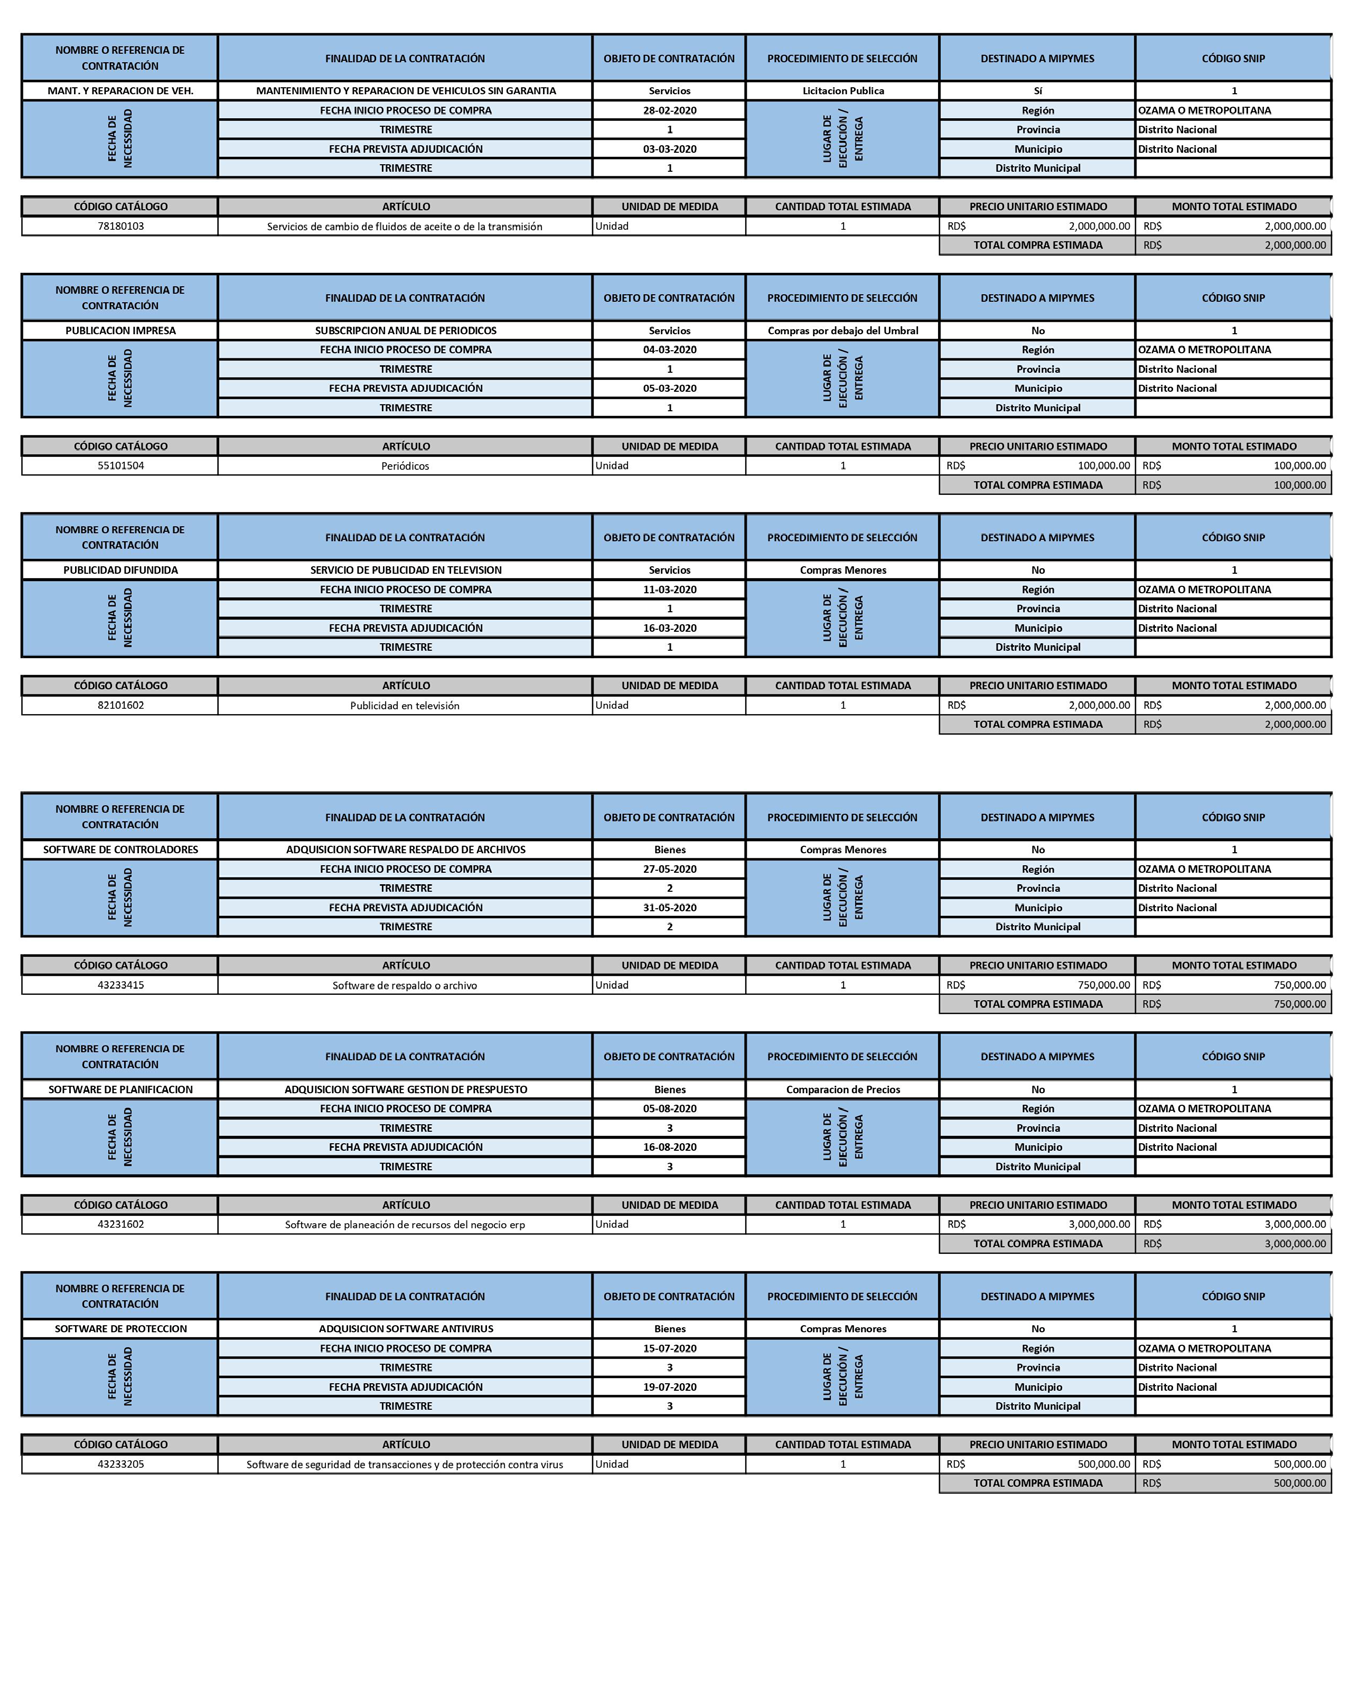 NOMBRE O REFERENCIA DE CONTRATACIÓN FINALIDAD DE LA CONTRATACIÓN OBJETO DE CONTRATACIÓN PROCEDIMIENTO DE SELECCIÓN DESTINADO A MIPYMES CÓDIGO SNIP
MANT. Y REPARACION DE VEH. MANTENIMIENTO Y REPARACION DE VEHICULOS SIN GARANTIA Servicios Licitacion Publica Sí 1
FECHA DE NECESSIDAD FECHA INICIO PROCESO DE COMPRA 28-02-2020 LUGAR DE EJECUCIÓN / ENTREGA Región OZAMA O METROPOLITANA
TRIMESTRE 1 Provincia Distrito Nacional
FECHA PREVISTA ADJUDICACIÓN 03-03-2020 Municipio Distrito Nacional
TRIMESTRE 1 Distrito Municipal
CÓDIGO CATÁLOGO ARTÍCULO UNIDAD DE MEDIDA CANTIDAD TOTAL ESTIMADA PRECIO UNITARIO ESTIMADO MONTO TOTAL ESTIMADO
78180103 Servicios de cambio de fluidos de aceite o de la transmisión Unidad 1 RD$ 2,000,000.00 RD$ 2,000,000.00
TOTAL COMPRA ESTIMADA RD$ 2,000,000.00
NOMBRE O REFERENCIA DE CONTRATACIÓN FINALIDAD DE LA CONTRATACIÓN OBJETO DE CONTRATACIÓN PROCEDIMIENTO DE SELECCIÓN DESTINADO A MIPYMES CÓDIGO SNIP
PUBLICACION IMPRESA SUBSCRIPCION ANUAL DE PERIODICOS Servicios Compras por debajo del Umbral No 1
FECHA DE NECESSIDAD FECHA INICIO PROCESO DE COMPRA 04-03-2020 LUGAR DE EJECUCIÓN / ENTREGA Región OZAMA O METROPOLITANA
TRIMESTRE 1 Provincia Distrito Nacional
FECHA PREVISTA ADJUDICACIÓN 05-03-2020 Municipio Distrito Nacional
TRIMESTRE 1 Distrito Municipal
CÓDIGO CATÁLOGO ARTÍCULO UNIDAD DE MEDIDA CANTIDAD TOTAL ESTIMADA PRECIO UNITARIO ESTIMADO MONTO TOTAL ESTIMADO
55101504 Periódicos Unidad 1 RD$ 100,000.00 RD$ 100,000.00
TOTAL COMPRA ESTIMADA RD$ 100,000.00
NOMBRE O REFERENCIA DE CONTRATACIÓN FINALIDAD DE LA CONTRATACIÓN OBJETO DE CONTRATACIÓN PROCEDIMIENTO DE SELECCIÓN DESTINADO A MIPYMES CÓDIGO SNIP
PUBLICIDAD DIFUNDIDA SERVICIO DE PUBLICIDAD EN TELEVISION Servicios Compras Menores No 1
FECHA DE NECESSIDAD FECHA INICIO PROCESO DE COMPRA 11-03-2020 LUGAR DE EJECUCIÓN / ENTREGA Región OZAMA O METROPOLITANA
TRIMESTRE 1 Provincia Distrito Nacional
FECHA PREVISTA ADJUDICACIÓN 16-03-2020 Municipio Distrito Nacional
TRIMESTRE 1 Distrito Municipal
CÓDIGO CATÁLOGO ARTÍCULO UNIDAD DE MEDIDA CANTIDAD TOTAL ESTIMADA PRECIO UNITARIO ESTIMADO MONTO TOTAL ESTIMADO
82101602 Publicidad en televisión Unidad 1 RD$ 2,000,000.00 RD$ 2,000,000.00
TOTAL COMPRA ESTIMADA RD$ 2,000,000.00
NOMBRE O REFERENCIA DE CONTRATACIÓN FINALIDAD DE LA CONTRATACIÓN OBJETO DE CONTRATACIÓN PROCEDIMIENTO DE SELECCIÓN DESTINADO A MIPYMES CÓDIGO SNIP
SOFTWARE DE CONTROLADORES ADQUISICION SOFTWARE RESPALDO DE ARCHIVOS Bienes Compras Menores No 1
FECHA DE NECESSIDAD FECHA INICIO PROCESO DE COMPRA 27-05-2020 LUGAR DE EJECUCIÓN / ENTREGA Región OZAMA O METROPOLITANA
TRIMESTRE 2 Provincia Distrito Nacional
FECHA PREVISTA ADJUDICACIÓN 31-05-2020 Municipio Distrito Nacional
TRIMESTRE 2 Distrito Municipal
CÓDIGO CATÁLOGO ARTÍCULO UNIDAD DE MEDIDA CANTIDAD TOTAL ESTIMADA PRECIO UNITARIO ESTIMADO MONTO TOTAL ESTIMADO
43233415 Software de respaldo o archivo Unidad 1 RD$ 750,000.00 RD$ 750,000.00
TOTAL COMPRA ESTIMADA RD$ 750,000.00
NOMBRE O REFERENCIA DE CONTRATACIÓN FINALIDAD DE LA CONTRATACIÓN OBJETO DE CONTRATACIÓN PROCEDIMIENTO DE SELECCIÓN DESTINADO A MIPYMES CÓDIGO SNIP
SOFTWARE DE PLANIFICACION ADQUISICION SOFTWARE GESTION DE PRESPUESTO Bienes Comparacion de Precios No 1
FECHA DE NECESSIDAD FECHA INICIO PROCESO DE COMPRA 05-08-2020 LUGAR DE EJECUCIÓN / ENTREGA Región OZAMA O METROPOLITANA
TRIMESTRE 3 Provincia Distrito Nacional
FECHA PREVISTA ADJUDICACIÓN 16-08-2020 Municipio Distrito Nacional
TRIMESTRE 3 Distrito Municipal
CÓDIGO CATÁLOGO ARTÍCULO UNIDAD DE MEDIDA CANTIDAD TOTAL ESTIMADA PRECIO UNITARIO ESTIMADO MONTO TOTAL ESTIMADO
43231602 Software de planeación de recursos del negocio erp Unidad 1 RD$ 3,000,000.00 RD$ 3,000,000.00
TOTAL COMPRA ESTIMADA RD$ 3,000,000.00
NOMBRE O REFERENCIA DE CONTRATACIÓN FINALIDAD DE LA CONTRATACIÓN OBJETO DE CONTRATACIÓN PROCEDIMIENTO DE SELECCIÓN DESTINADO A MIPYMES CÓDIGO SNIP
SOFTWARE DE PROTECCION ADQUISICION SOFTWARE ANTIVIRUS Bienes Compras Menores No 1
FECHA DE NECESSIDAD FECHA INICIO PROCESO DE COMPRA 15-07-2020 LUGAR DE EJECUCIÓN / ENTREGA Región OZAMA O METROPOLITANA
TRIMESTRE 3 Provincia Distrito Nacional
FECHA PREVISTA ADJUDICACIÓN 19-07-2020 Municipio Distrito Nacional
TRIMESTRE 3 Distrito Municipal
CÓDIGO CATÁLOGO ARTÍCULO UNIDAD DE MEDIDA CANTIDAD TOTAL ESTIMADA PRECIO UNITARIO ESTIMADO MONTO TOTAL ESTIMADO
43233205 Software de seguridad de transacciones y de protección contra virus Unidad 1 RD$ 500,000.00 RD$ 500,000.00
TOTAL COMPRA ESTIMADA RD$ 500,000.00